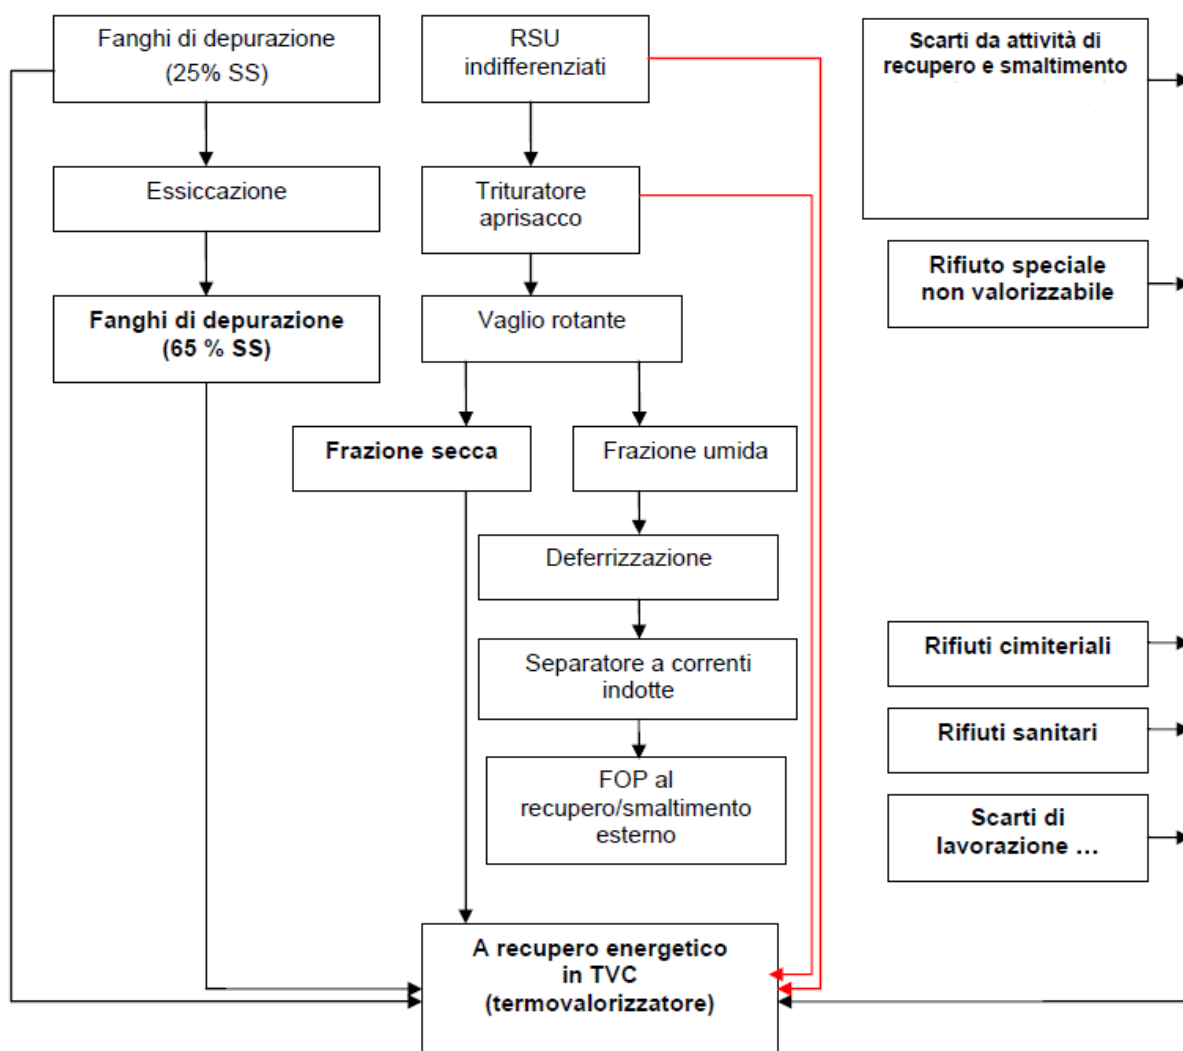 Fanghi di depurazione
(25% SS)
RSU
indifferenziati
Scarti da attività di
recupero e smaltimento
Essiccazione
Trituratore
aprisacco
Rifiuto speciale
non valorizzabile
Fanghi di depurazione
(65 % SS)
Vaglio rotante
Frazione secca
Frazione umida
Deferrizzazione
Separatore a correnti
indotte
Rifiuti cimiteriali
Rifiuti sanitari
FOP al
recupero/smaltimento
esterno
Scarti di
lavorazione ...
A recupero energetico
in TVC
(termovalorizzatore)